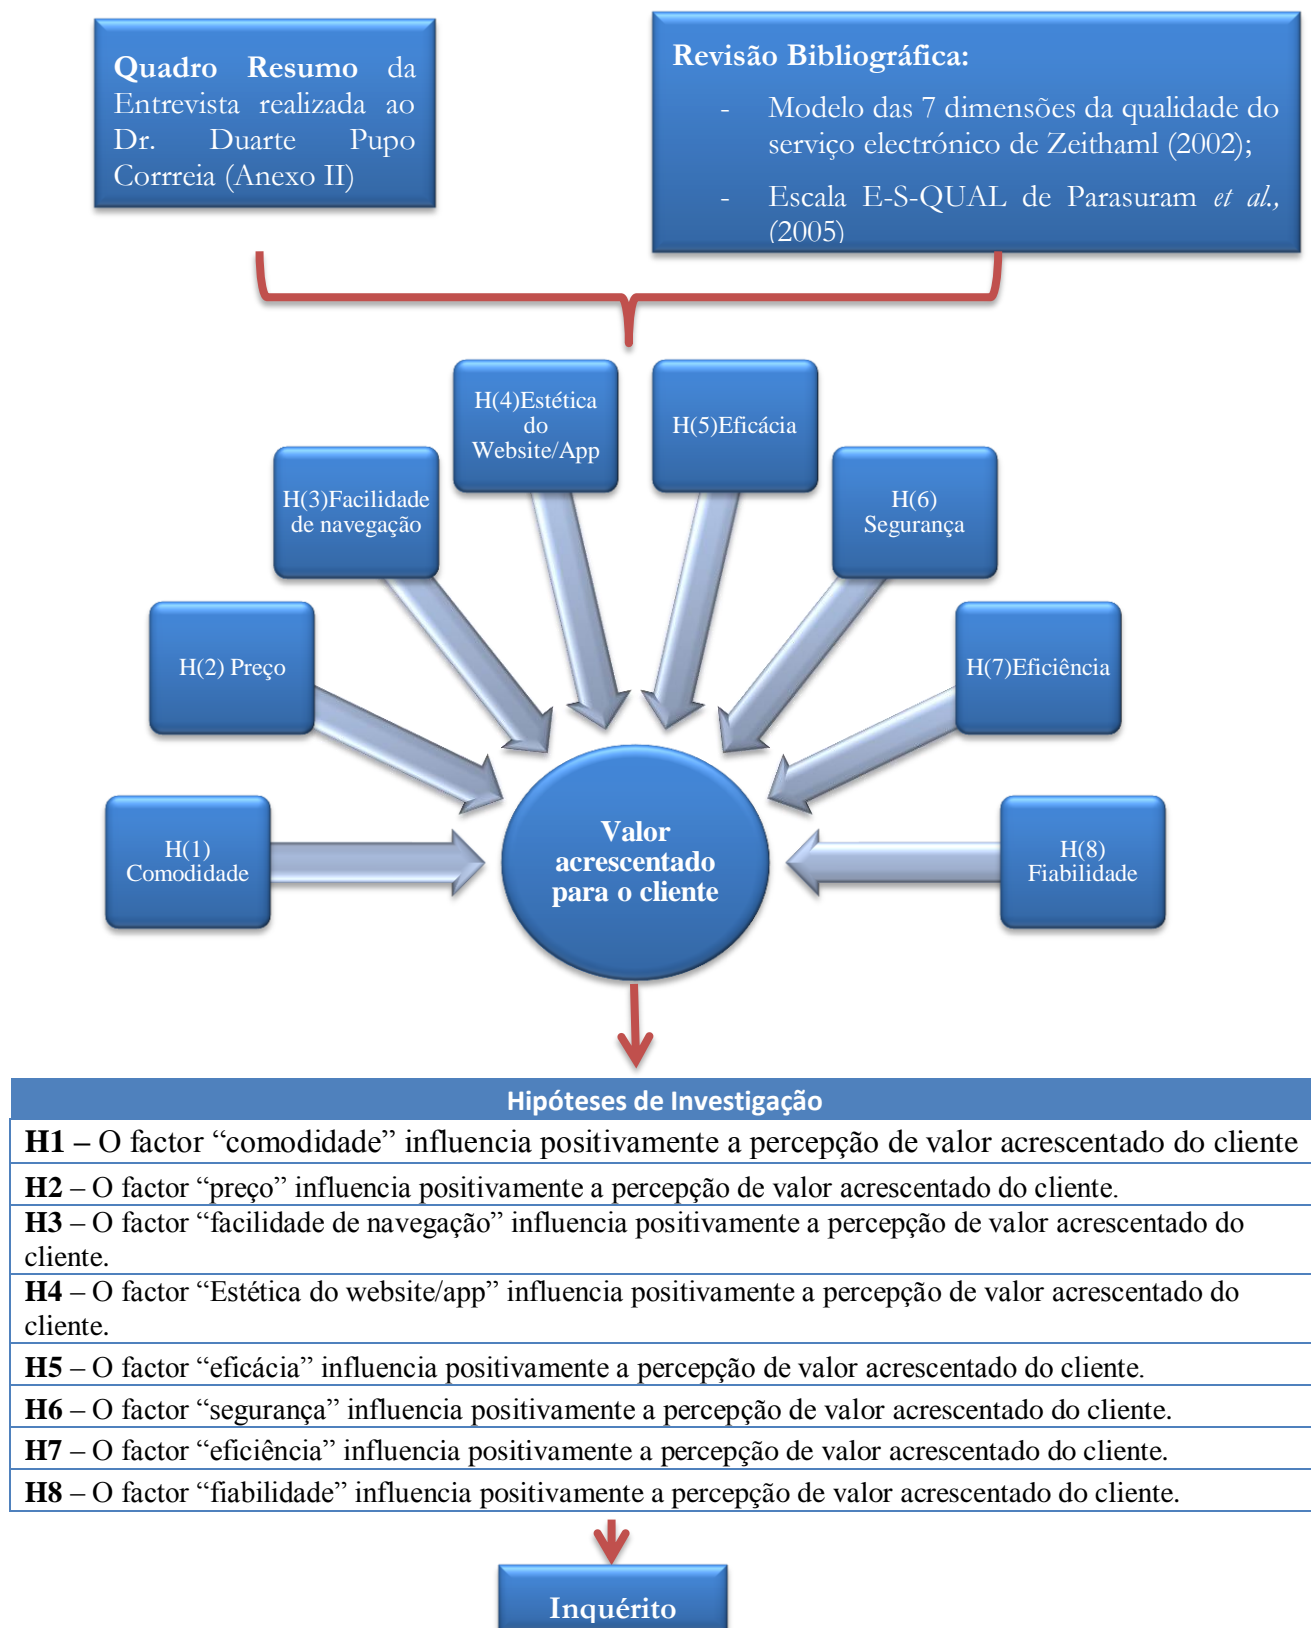 Quadro Resumo da
Entrevista realizada ao
Dr. Duarte Pupo
Corrreia (Anexo II)
Revisão Bibliográfica:
- Modelo das 7 dimensões da qualidade do
serviço electrónico de Zeithaml (2002);
- Escala E-S-QUAL de Parasuram et al.,
(2005)
H(4)Estética
do
Website/App
H(5)Eficácia
H(3)Facilidade
de navegação
H(6)
Segurança
H(2) Preço
H(7)Eficiência
H(1)
Comodidade
Valor
acrescentado
para o cliente
H(8)
Fiabilidade
Hipóteses de Investigação
H1 – O factor “comodidade” influencia positivamente a percepção de valor acrescentado do cliente
H2 – O factor “preço” influencia positivamente a percepção de valor acrescentado do cliente.
H3 – O factor “facilidade de navegação” influencia positivamente a percepção de valor acrescentado do
cliente.
H4 – O factor “Estética do website/app” influencia positivamente a percepção de valor acrescentado do
cliente.
H5 – O factor “eficácia” influencia positivamente a percepção de valor acrescentado do cliente.
H6 – O factor “segurança” influencia positivamente a percepção de valor acrescentado do cliente.
H7 – O factor “eficiência” influencia positivamente a percepção de valor acrescentado do cliente.
H8 – O factor “fiabilidade” influencia positivamente a percepção de valor acrescentado do cliente.
Inquérito